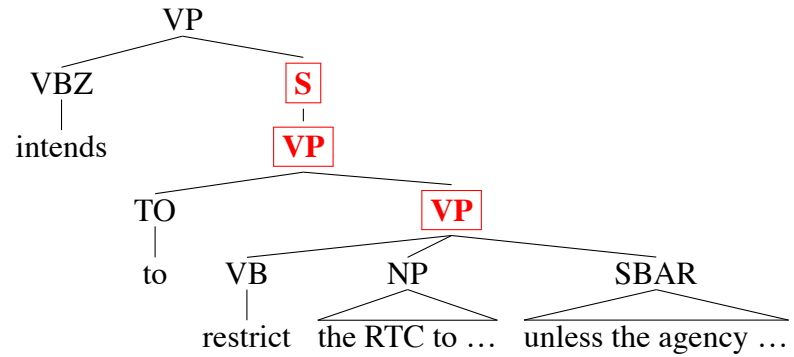 VP
VBZ S
intends VP
TO VP
to VB NP SBAR
restrict the RTC to … unless the agency …